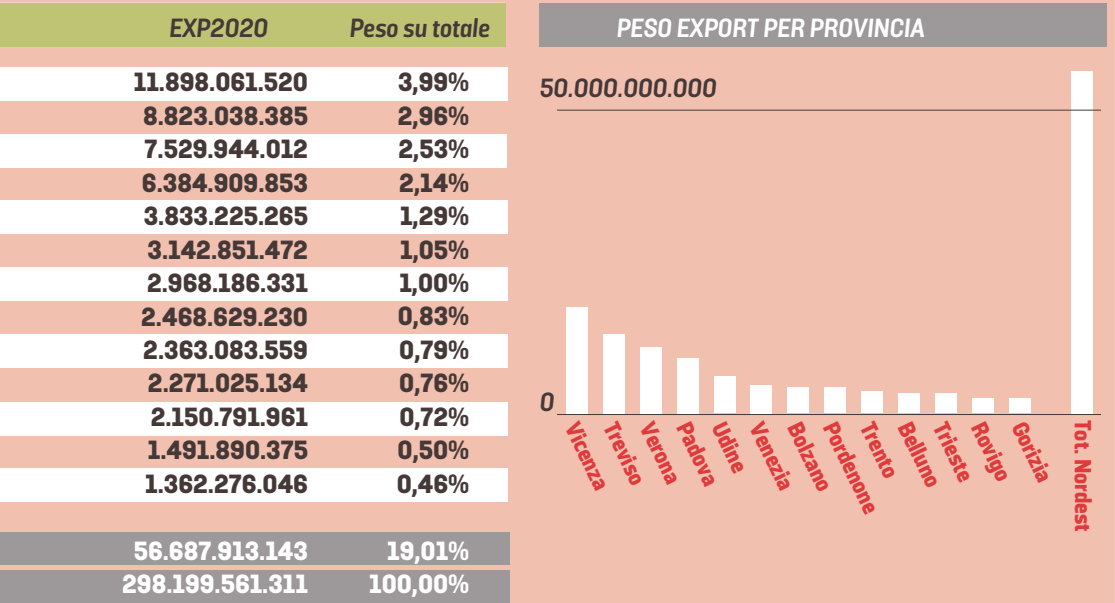 EXP2020 Peso su totale
11.898.061.520 3,99%
8.823.038.385 2,96%
7.529.944.012 2,53%
6.384.909.853 2,14%
3.833.225.265 1,29%
3.142.851.472 1,05%
2.968.186.331 1,00%
2.468.629.230 0,83%
2.363.083.559 0,79%
2.271.025.134 0,76%
2.150.791.961 0,72%
1.491.890.375 0,50%
1.362.276.046 0,46%
56.687.913.143 19,01%
298.199.561.311 100,00%
PESO EXPORT PER PROVINCIA
50.000.000.000
0
Vicenza
Treviso
Verona
Padova
Udine
Venezia
Bolzano
Pordenone
Trento
Belluno
Trieste
Rovigo
Gorizia
Tot. Nordest